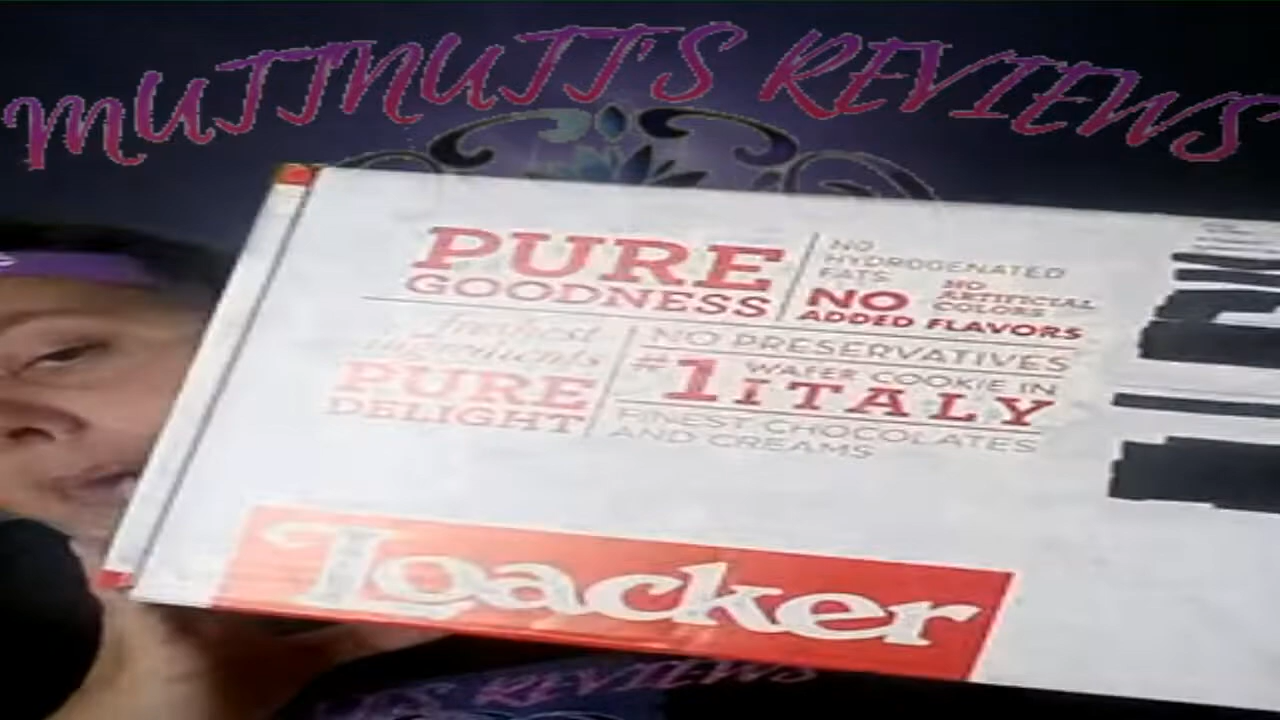 MUTTNUTT'S REVIEWS
PURE
GOODNESS
NO
HYDROGENATED
FATS
NO
ARTIFICIAL
COLORS
NO
ADDED FLAVORS
finest
ingredients
PURE
DELIGHT
NO PRESERVATIVES
#1 WAFER COOKIE IN
ITALY
FINEST CHOCOLATES
AND CREAMS
Loacker
REVIEWS